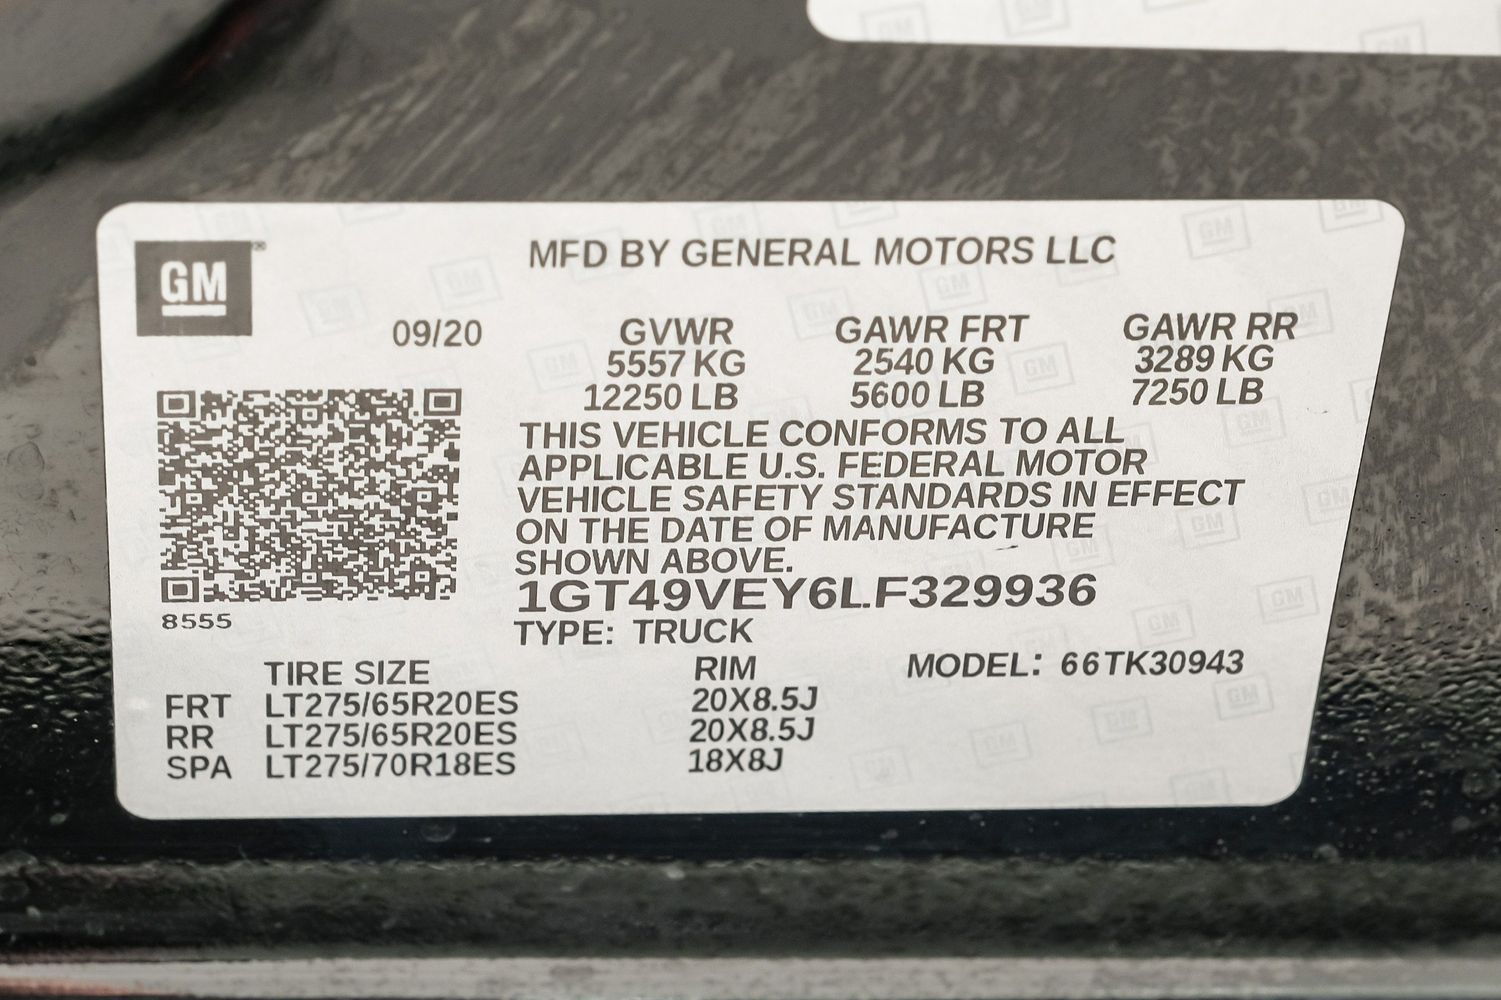 GM
MFD BY GENERAL MOTORS LLC
09/20
GVWR GAWR FRT GAWR RR
5557 KG 2540 KG 3289 KG
12250 LB 5600 LB 7250 LB
THIS VEHICLE CONFORMS TO ALL
APPLICABLE U.S. FEDERAL MOTOR
VEHICLE SAFETY STANDARDS IN EFFECT
ON THE DATE OF MANUFACTURE
SHOWN ABOVE.
8555
1GT49VEY6LF329936
TYPE: TRUCK
TIRE SIZE RIM MODEL: 66TK30943
FRT LT275/65R20ES 20X8.5J
RR LT275/65R20ES 20X8.5J
SPA LT275/70R18ES 18X8J